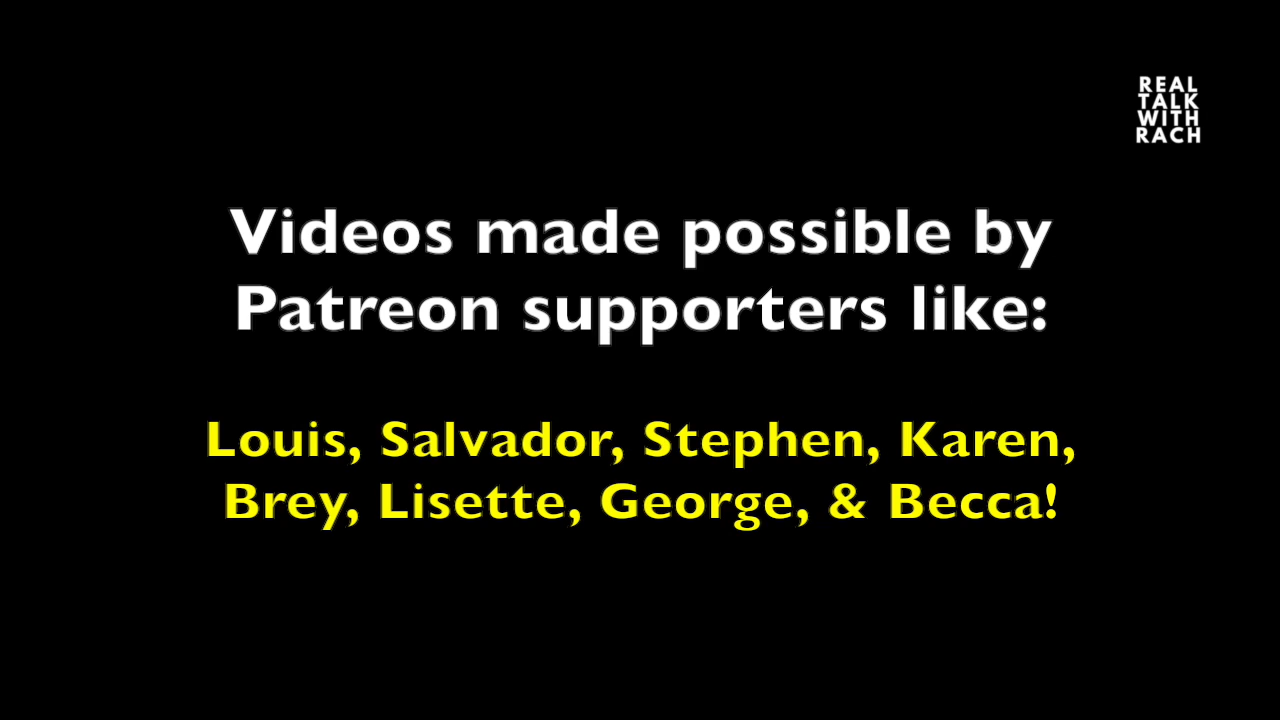 REAL
TALK
WITH
RACH
Videos made possible by
Patreon supporters like:
Louis, Salvador, Stephen, Karen,
Brey, Lisette, George, & Becca!